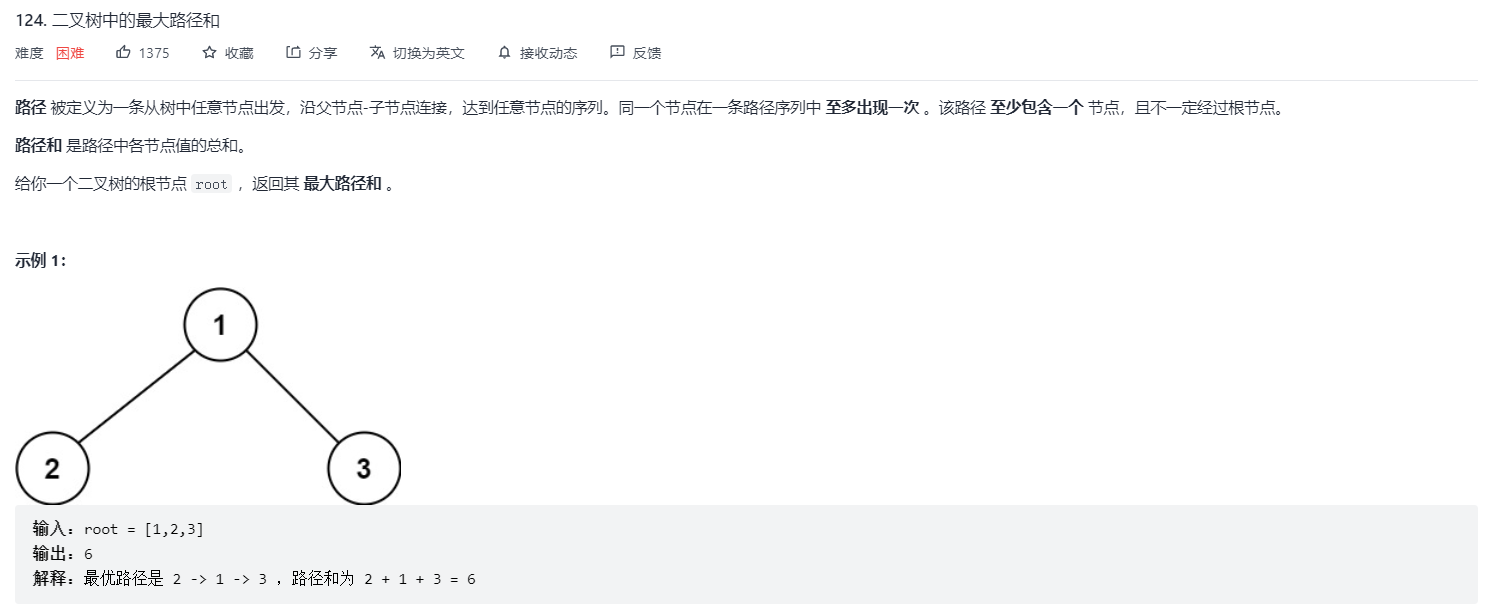 124. 二叉树中的最大路径和
难度 困难 1375 收藏 分享 切换为英文 接收动态 反馈
路径 被定义为一条从树中任意节点出发，沿父节点-子节点连接，达到任意节点的序列。同一个节点在一条路径序列中 至多出现一次 。该路径 至少包含一个 节点，且不一定经过根节点。
路径和 是路径中各节点值的总和。
给你一个二叉树的根节点 root ，返回其 最大路径和 。
示例 1：
1
2 3
输入：root = [1,2,3]
输出：6
解释：最优路径是 2 -> 1 -> 3 ，路径和为 2 + 1 + 3 = 6